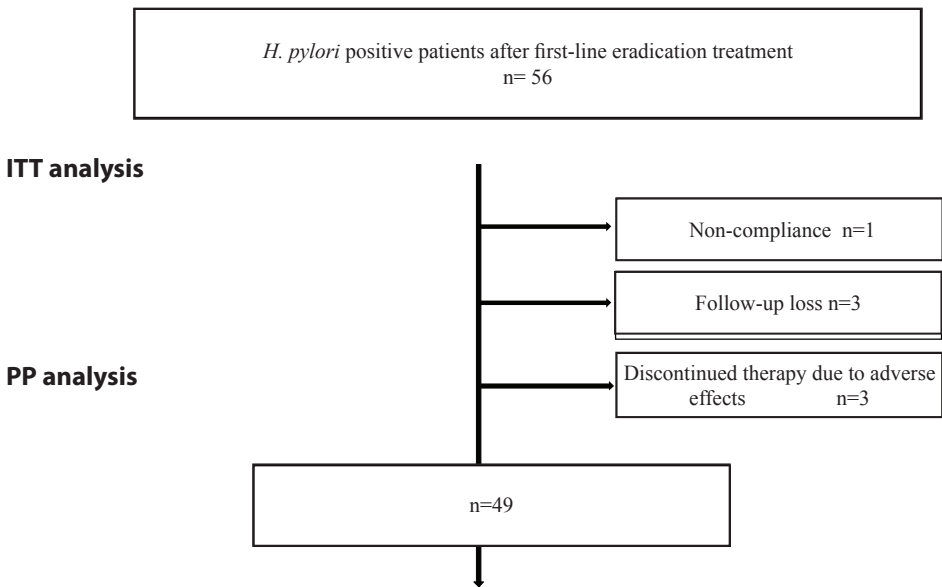 H. pylori positive patients after first-line eradication treatment
n= 56
ITT analysis
Non-compliance n=1
Follow-up loss n=3
PP analysis
Discontinued therapy due to adverse
effects n=3
n=49